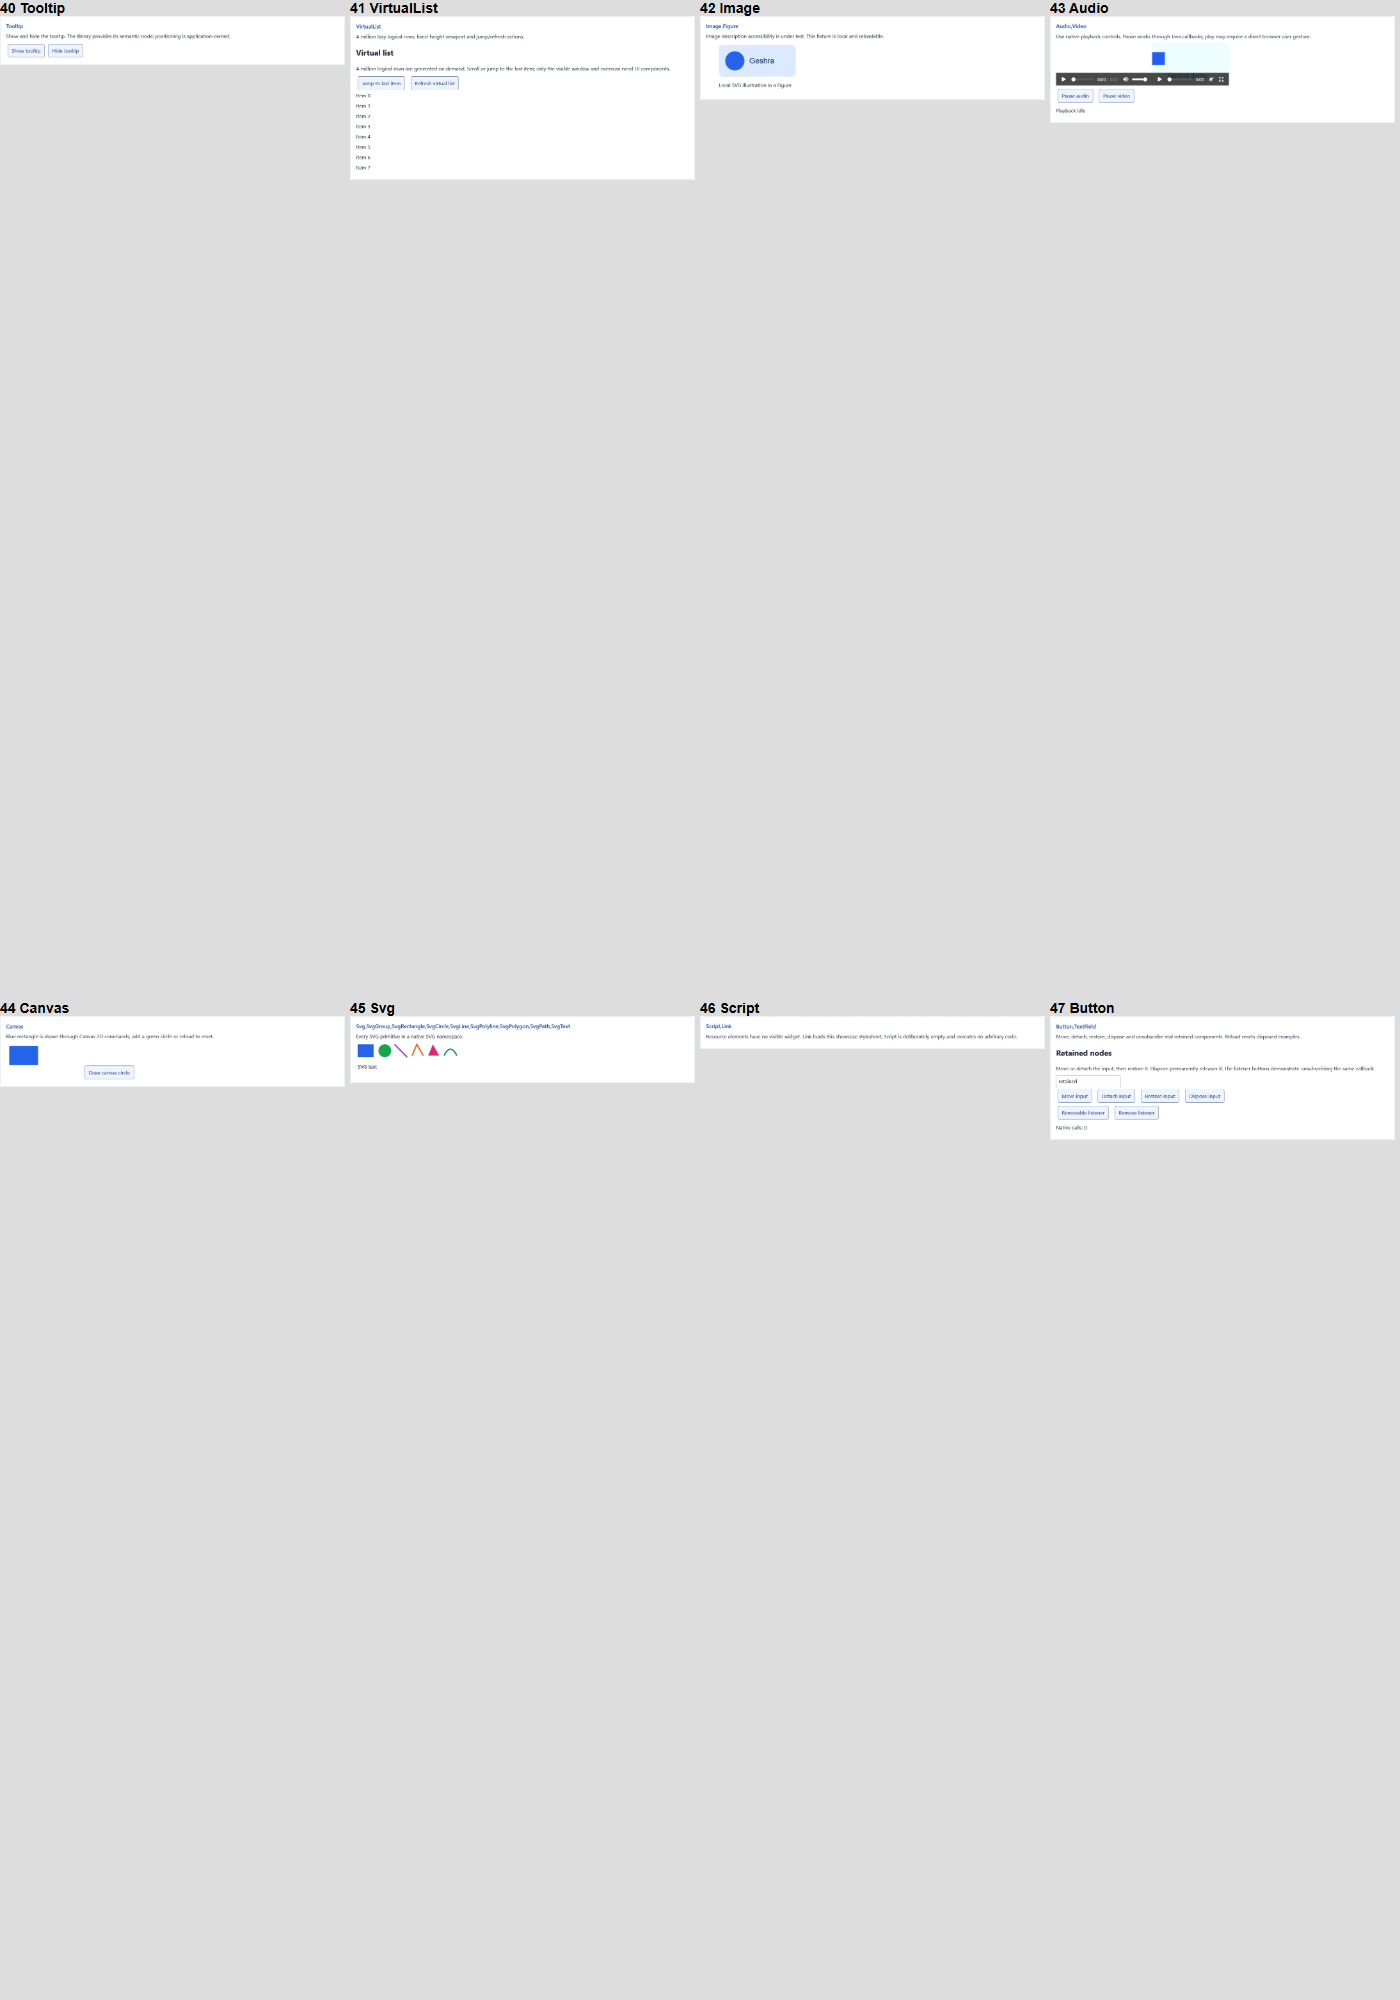 40 Tooltip
Tooltip
Show and hide the tooltip. The library provides its semantic node; positioning is application-owned.
Show tooltip
Hide tooltip
41 VirtualList
VirtualList
A million lazy logical rows, fixed-height viewport and jump/refresh actions.
Virtual list
A million logical rows are generated on demand. Scroll or jump to the last item; only the visible window and overscan need UI components.
Jump to last item
Refresh virtual list
Item 0
Item 1
Item 2
Item 3
Item 4
Item 5
Item 6
Item 7
42 Image
Image,Figure
Image description accessibility is under test. This fixture is local and reloadable.
Geshra
Local SVG illustration in a Figure
43 Audio
Audio,Video
Use native playback controls. Pause works through Java callbacks; play may require a direct browser user gesture.
Pause audio
Pause video
Playback idle
44 Canvas
Canvas
Blue rectangle is drawn through Canvas 2D commands; add a green circle or reload to reset.
Draw canvas circle
45 Svg
Svg,SvgGroup,SvgRectangle,SvgCircle,SvgLine,SvgPolyline,SvgPolygon,SvgPath,SvgText
Every SVG primitive in a native SVG namespace.
SVG text
46 Script
Script,Link
Resource elements have no visible widget. Link loads this showcase stylesheet; Script is deliberately empty and executes no arbitrary code.
47 Button
Button,TextField
Move, detach, restore, dispose and unsubscribe real retained components. Reload resets disposed examples.
Retained nodes
Move or detach the input, then restore it. Dispose permanently releases it. The listener buttons demonstrate unsubscribing the same callback.
retained
Move input
Detach input
Restore input
Dispose input
Removable listener
Remove listener
Native calls: 0